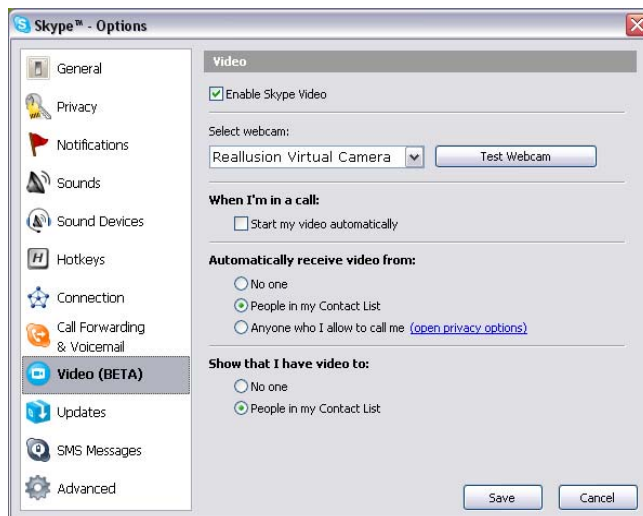 Skype™ - Options
General
Privacy
Notifications
Sounds
Sound Devices
Hotkeys
Connection
Call Forwarding
& Voicemail
Video (BETA)
Updates
SMS Messages
Advanced
Video
Enable Skype Video
Select webcam:
Reallusion Virtual Camera
Test Webcam
When I'm in a call:
Start my video automatically
Automatically receive video from:
No one
People in my Contact List
Anyone who I allow to call me (open privacy options)
Show that I have video to:
No one
People in my Contact List
Save
Cancel